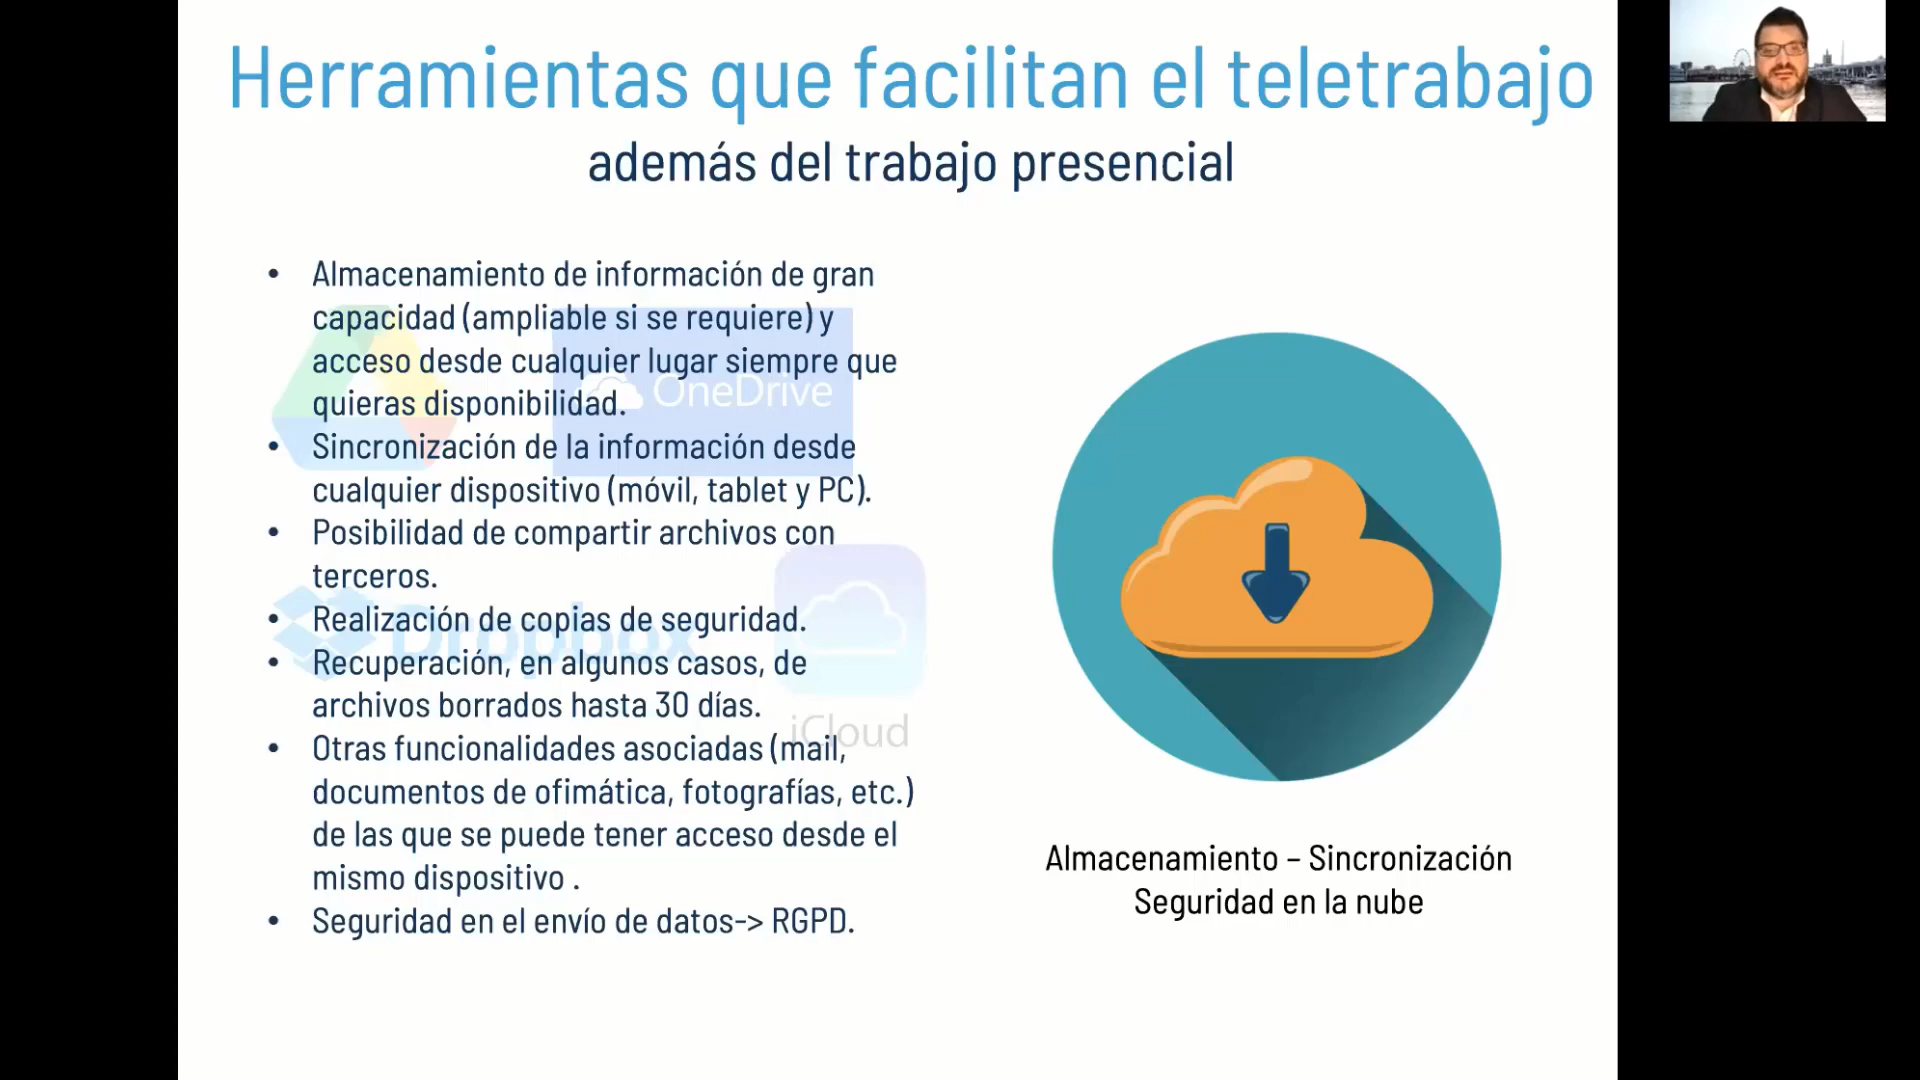 Herramientas que facilitan el teletrabajo
además del trabajo presencial
• Almacenamiento de información de gran
capacidad (ampliable si se requiere) y
acceso desde cualquier lugar siempre que
quieras disponibilidad.
• Sincronización de la información desde
cualquier dispositivo (móvil, tablet y PC).
• Posibilidad de compartir archivos con
terceros.
• Realización de copias de seguridad.
• Recuperación, en algunos casos, de
archivos borrados hasta 30 días.
• Otras funcionalidades asociadas (mail,
documentos de ofimática, fotografías, etc.)
de las que se puede tener acceso desde el
mismo dispositivo .
• Seguridad en el envío de datos-> RGPD.
OneDrive
Dropbox
iCloud
Almacenamiento – Sincronización
Seguridad en la nube